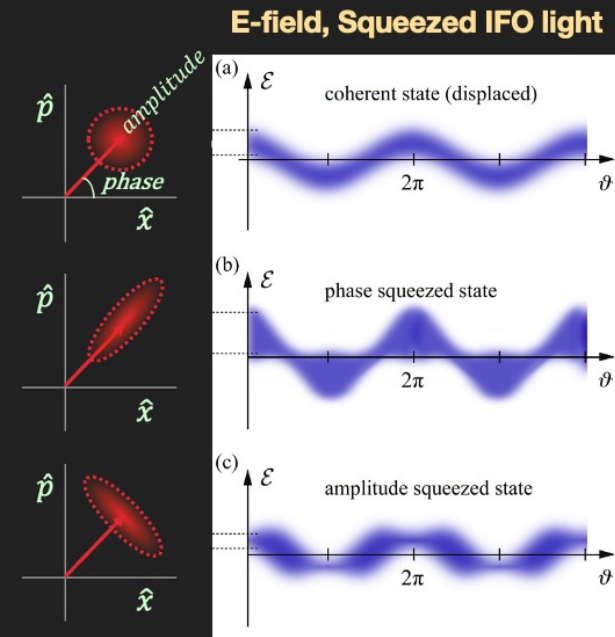 E-field, Squeezed IFO light
p̂
amplitude
phase
x̂
(a)
ℰ
coherent state (displaced)
2π
ϑ
p̂
x̂
(b)
ℰ
phase squeezed state
2π
ϑ
p̂
x̂
(c)
ℰ
amplitude squeezed state
2π
ϑ